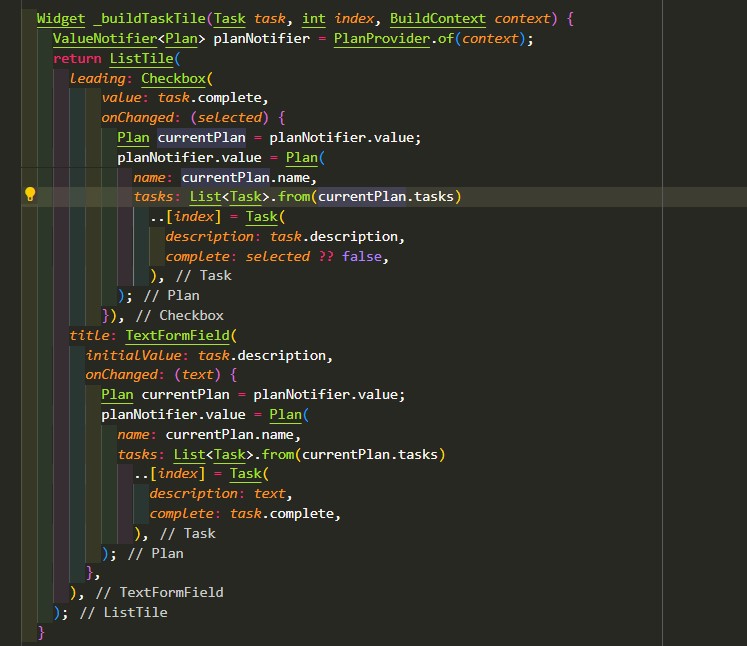 Widget _buildTaskTile(Task task, int index, BuildContext context) {
  ValueNotifier<Plan> planNotifier = PlanProvider.of(context);
  return ListTile(
    leading: Checkbox(
        value: task.complete,
        onChanged: (selected) {
          Plan currentPlan = planNotifier.value;
          planNotifier.value = Plan(
            name: currentPlan.name,
            tasks: List<Task>.from(currentPlan.tasks)
              ..[index] = Task(
                description: task.description,
                complete: selected ?? false,
              ), // Task
          ); // Plan
        }), // Checkbox
    title: TextFormField(
      initialValue: task.description,
      onChanged: (text) {
        Plan currentPlan = planNotifier.value;
        planNotifier.value = Plan(
          name: currentPlan.name,
          tasks: List<Task>.from(currentPlan.tasks)
            ..[index] = Task(
              description: text,
              complete: task.complete,
            ), // Task
        ); // Plan
      },
    ), // TextFormField
  ); // ListTile
}